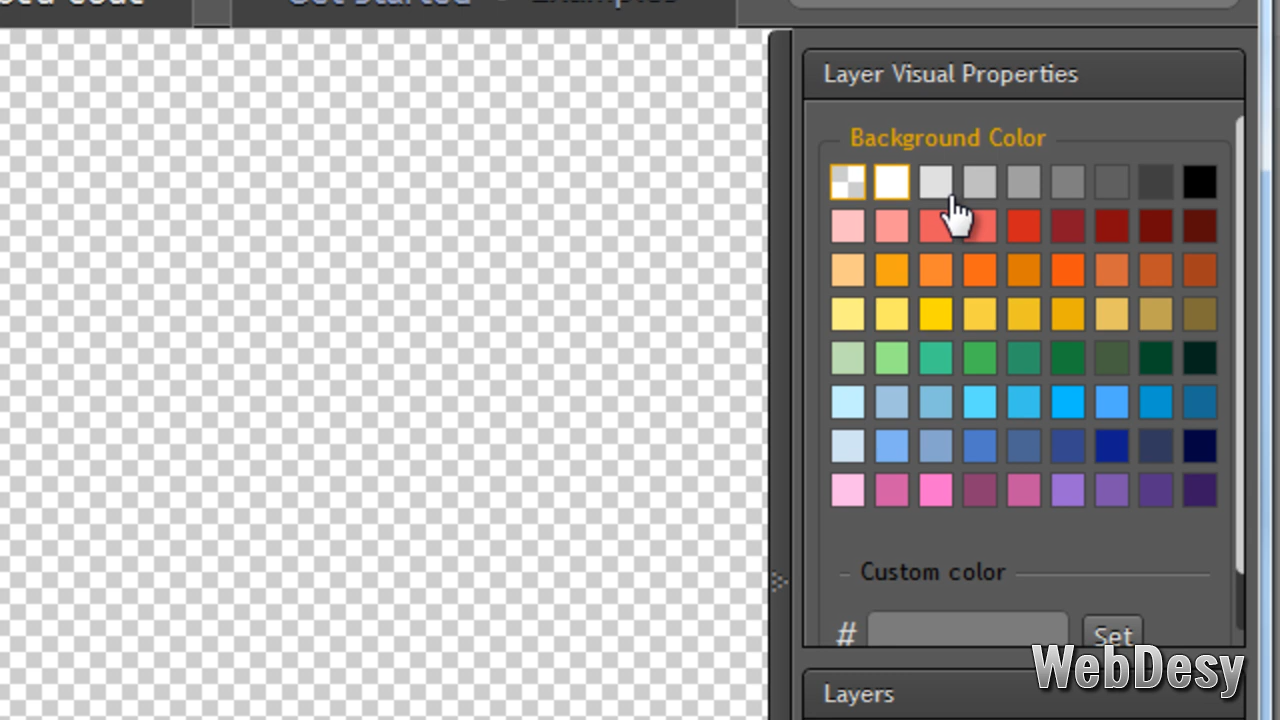 Get Started - Examples
Layer Visual Properties
Background Color
Custom color
# Set
WebDesy
Layers